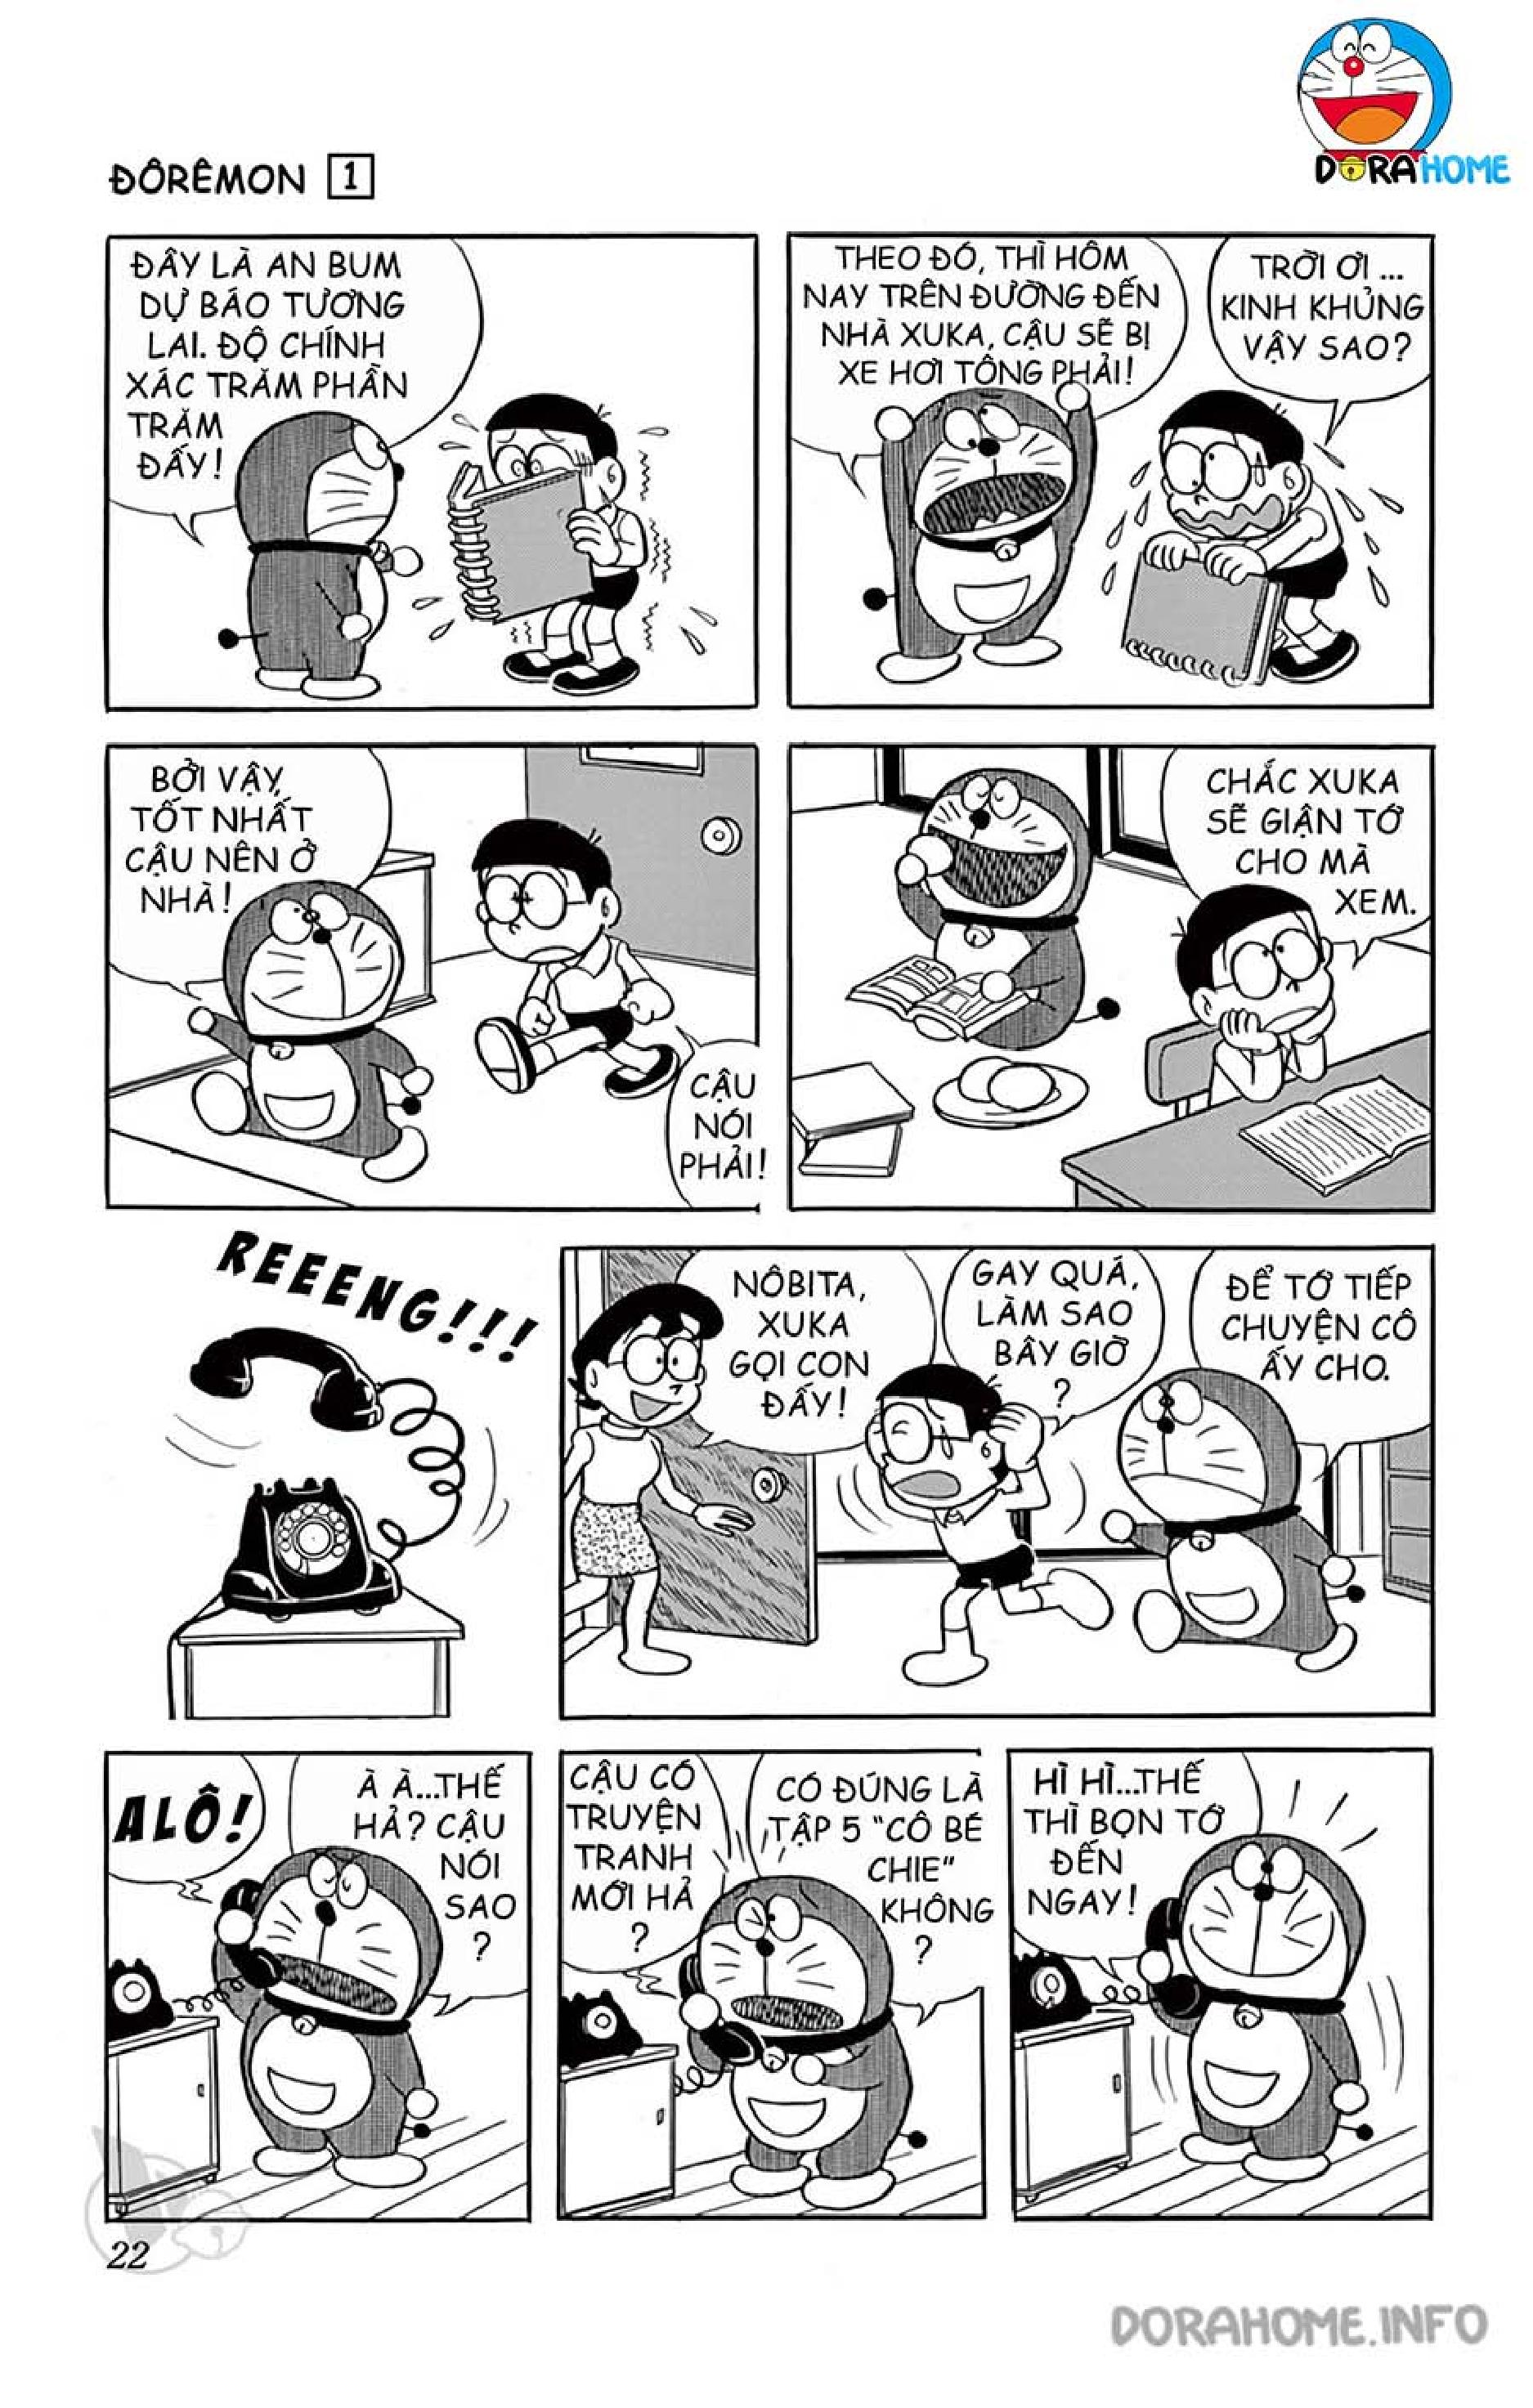 DORAHOME
ĐÔRÊMON 1
ĐÂY LÀ AN BUM
DỰ BÁO TƯƠNG
LAI. ĐỘ CHÍNH
XÁC TRĂM PHẦN
TRĂM
ĐẤY!
THEO ĐÓ, THÌ HÔM
NAY TRÊN ĐƯỜNG ĐẾN
NHÀ XUKA, CẬU SẼ BỊ
XE HƠI TÔNG PHẢI!
TRỜI ƠI ...
KINH KHỦNG
VẬY SAO?
BỞI VẬY,
TỐT NHẤT
CẬU NÊN Ở
NHÀ!
CẬU
NÓI
PHẢI!
CHẮC XUKA
SẼ GIẬN TỚ
CHO MÀ
XEM.
REEENG!!!
NÔBITA,
XUKA
GỌI CON
ĐẤY!
GAY QUÁ,
LÀM SAO
BÂY GIỜ
?
ĐỂ TỚ TIẾP
CHUYỆN CÔ
ẤY CHO.
ALÔ!
À À...THẾ
HẢ? CẬU
NÓI
SAO
?
CẬU CÓ
TRUYỆN
TRANH
MỚI HẢ
?
CÓ ĐÚNG LÀ
TẬP 5 "CÔ BÉ
CHIE"
KHÔNG
?
HÌ HÌ...THẾ
THÌ BỌN TỚ
ĐẾN
NGAY!
22
DORAHOME.INFO